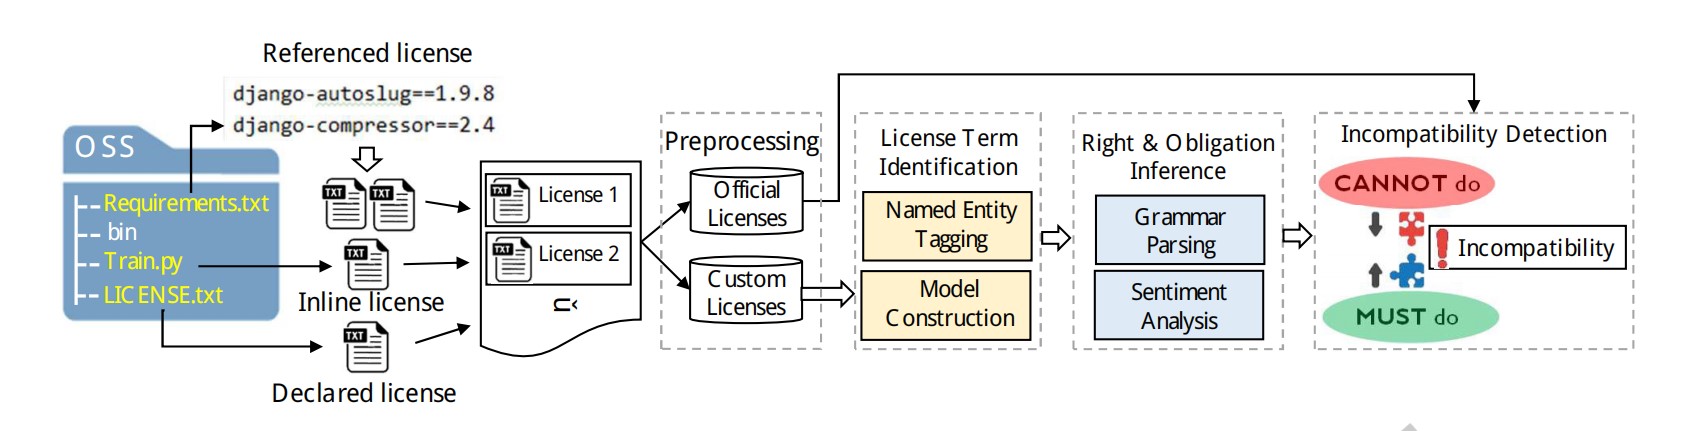 Referenced license
django-autoslug==1.9.8
django-compressor==2.4
OSS
Requirements.txt
bin
Train.py
LICENSE.txt
TXT
TXT
TXT
Inline license
TXT
Declared license
TXT
License 1
TXT
License 2
Preprocessing
Official
Licenses
Custom
Licenses
License Term
Identification
Named Entity
Tagging
Model
Construction
Right & Obligation
Inference
Grammar
Parsing
Sentiment
Analysis
Incompatibility Detection
CANNOT do
Incompatibility
MUST do